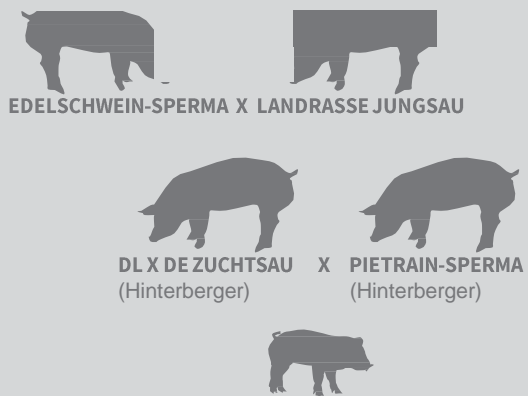 EDELSCHWEIN-SPERMA X LANDRASSE JUNGSAU
DL X DE ZUCHTSAU X PIETRAIN-SPERMA
(Hinterberger) (Hinterberger)